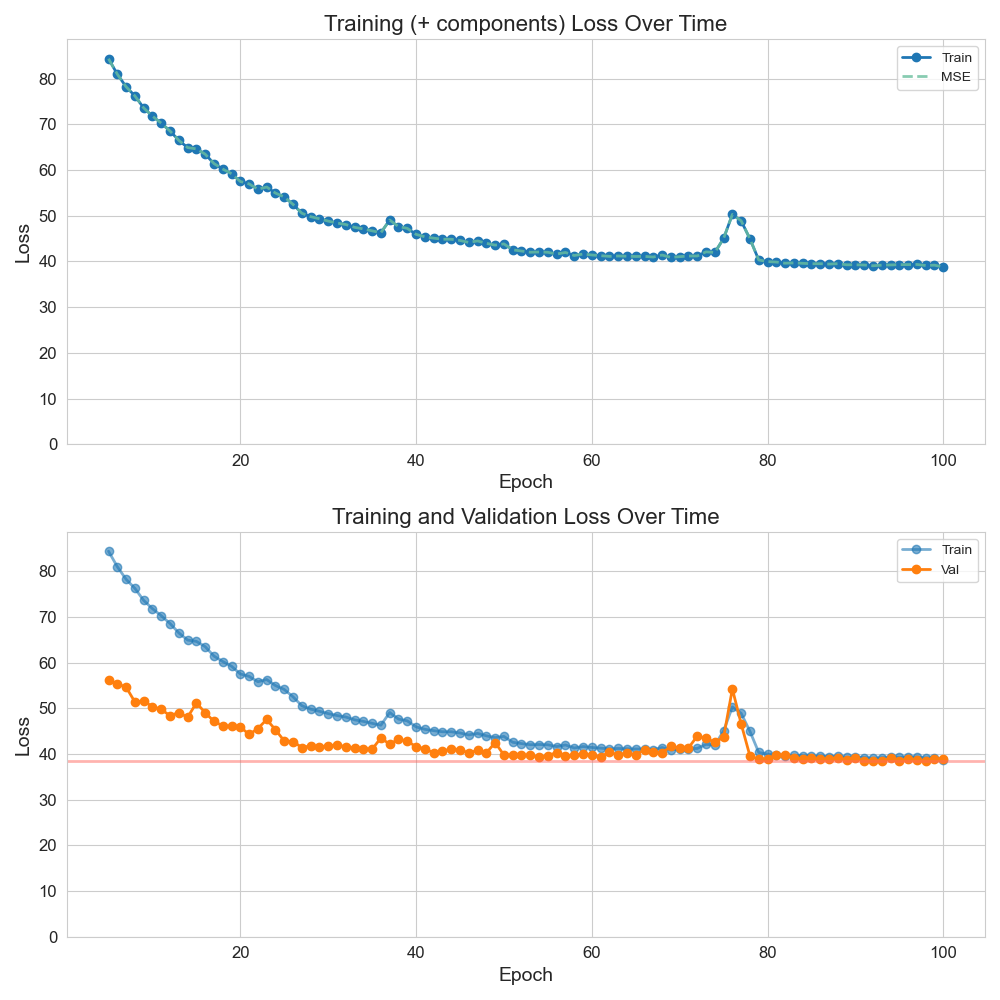 Training (+ components) Loss Over Time
Train
MSE
Loss
80
70
60
50
40
30
20
10
0
20 40 60 80 100
Epoch
Training and Validation Loss Over Time
Train
Val
Loss
80
70
60
50
40
30
20
10
0
20 40 60 80 100
Epoch